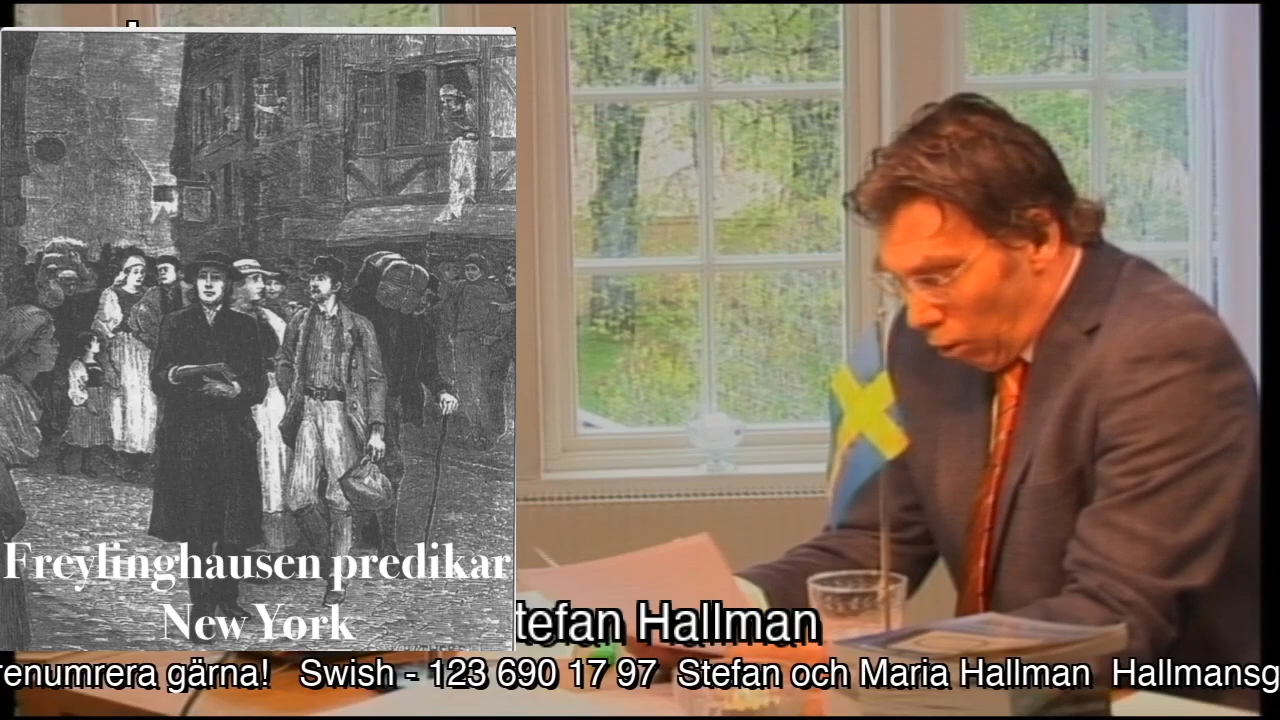 Freylinghausen predikar
New York
tefan Hallman
renumrera gärna! Swish - 123 690 17 97 Stefan och Maria Hallman Hallmansg